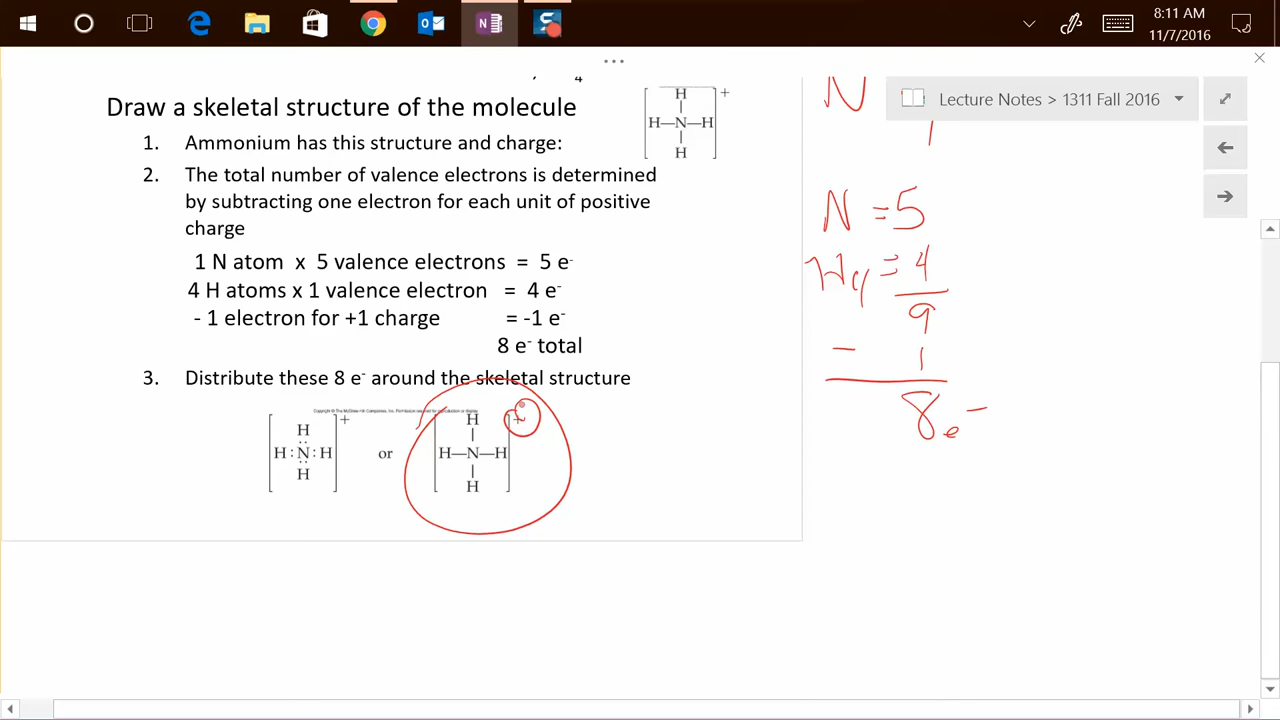 8:11 AM
11/7/2016
Lecture Notes > 1311 Fall 2016
4
Draw a skeletal structure of the molecule
H
H—N—H
H
+
1. Ammonium has this structure and charge:
2. The total number of valence electrons is determined
by subtracting one electron for each unit of positive
charge
1 N atom x 5 valence electrons = 5 e-
4 H atoms x 1 valence electron = 4 e-
- 1 electron for +1 charge = -1 e-
8 e- total
3. Distribute these 8 e- around the skeletal structure
H
H:N:H
H
+
or
H
H—N—H
H
+
N
1
N = 5
H4 = 4
9
- 1
8e-